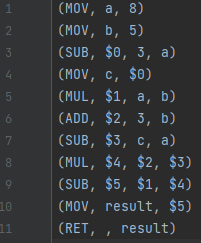 1 (MOV, a, 8)
2 (MOV, b, 5)
3 (SUB, $0, 3, a)
4 (MOV, c, $0)
5 (MUL, $1, a, b)
6 (ADD, $2, 3, b)
7 (SUB, $3, c, a)
8 (MUL, $4, $2, $3)
9 (SUB, $5, $1, $4)
10 (MOV, result, $5)
11 (RET, , result)